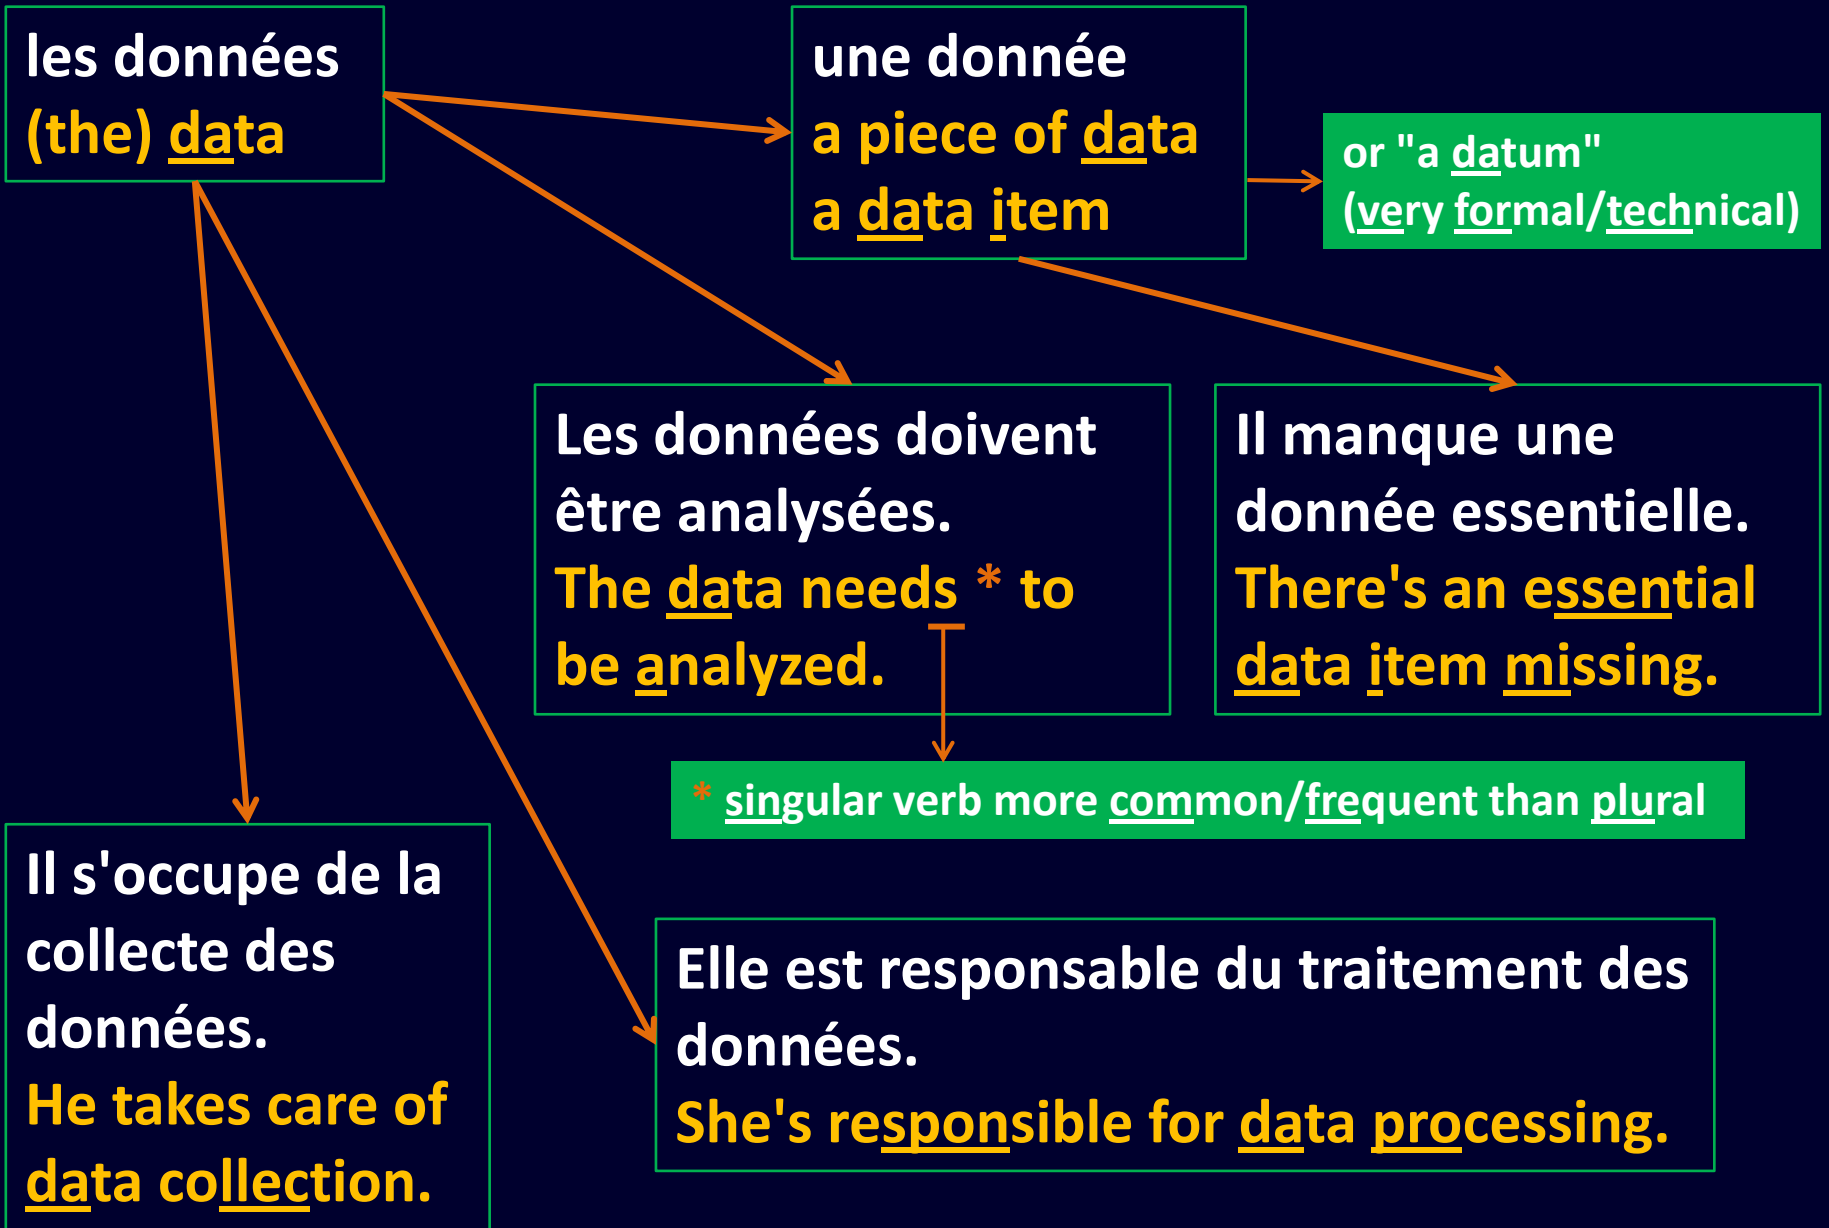 les données
(the) data
une donnée
a piece of data
a data item
or "a datum"
(very formal/technical)
Les données doivent
être analysées.
The data needs * to
be analyzed.
Il manque une
donnée essentielle.
There's an essential
data item missing.
* singular verb more common/frequent than plural
Il s'occupe de la
collecte des
données.
He takes care of
data collection.
Elle est responsable du traitement des
données.
She's responsible for data processing.